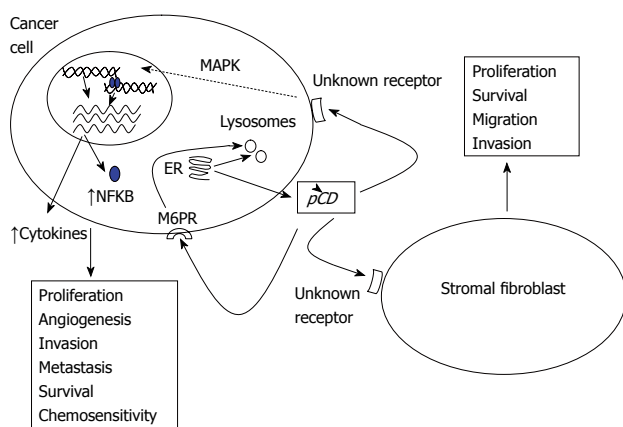 Cancer
cell
MAPK
Unknown receptor
Proliferation
Survival
Migration
Invasion
Lysosomes
ER
↑NFKB
M6PR
pCD
↑Cytokines
Unknown
receptor
Stromal fibroblast
Proliferation
Angiogenesis
Invasion
Metastasis
Survival
Chemosensitivity